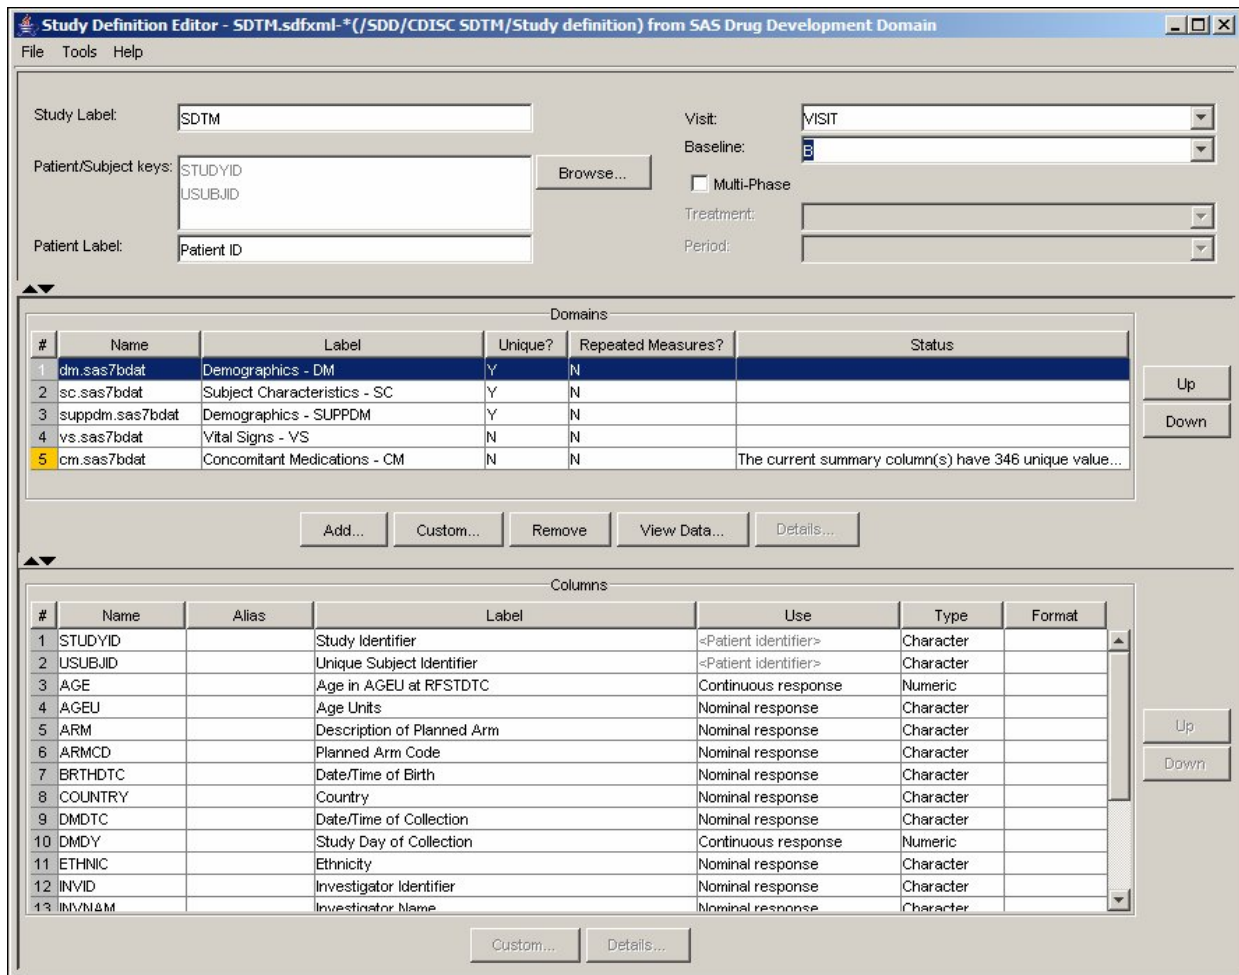 Study Definition Editor - SDTM.sdfxml-*(/SDD/CDISC SDTM/Study definition) from SAS Drug Development Domain
File Tools Help
Study Label: SDTM Visit: VISIT
Baseline: B
Patient/Subject keys: STUDYID Browse...
USUBJID
Multi-Phase
Treatment:
Patient Label: Patient ID Period:
Domains
# Name Label Unique? Repeated Measures? Status
1 dm.sas7bdat Demographics - DM Y N
2 sc.sas7bdat Subject Characteristics - SC Y N
3 suppdm.sas7bdat Demographics - SUPPDM Y N
4 vs.sas7bdat Vital Signs - VS N N
5 cm.sas7bdat Concomitant Medications - CM N N The current summary column(s) have 346 unique value...
Up
Down
Add... Custom... Remove View Data... Details...
Columns
# Name Alias Label Use Type Format
1 STUDYID Study Identifier <Patient identifier> Character
2 USUBJID Unique Subject Identifier <Patient identifier> Character
3 AGE Age in AGEU at RFSTDTC Continuous response Numeric
4 AGEU Age Units Nominal response Character
5 ARM Description of Planned Arm Nominal response Character
6 ARMCD Planned Arm Code Nominal response Character
7 BRTHDTC Date/Time of Birth Nominal response Character
8 COUNTRY Country Nominal response Character
9 DMDTC Date/Time of Collection Nominal response Character
10 DMDY Study Day of Collection Continuous response Numeric
11 ETHNIC Ethnicity Nominal response Character
12 INVID Investigator Identifier Nominal response Character
13 INVNAM Investigator Name Nominal response Character
Up
Down
Custom... Details...